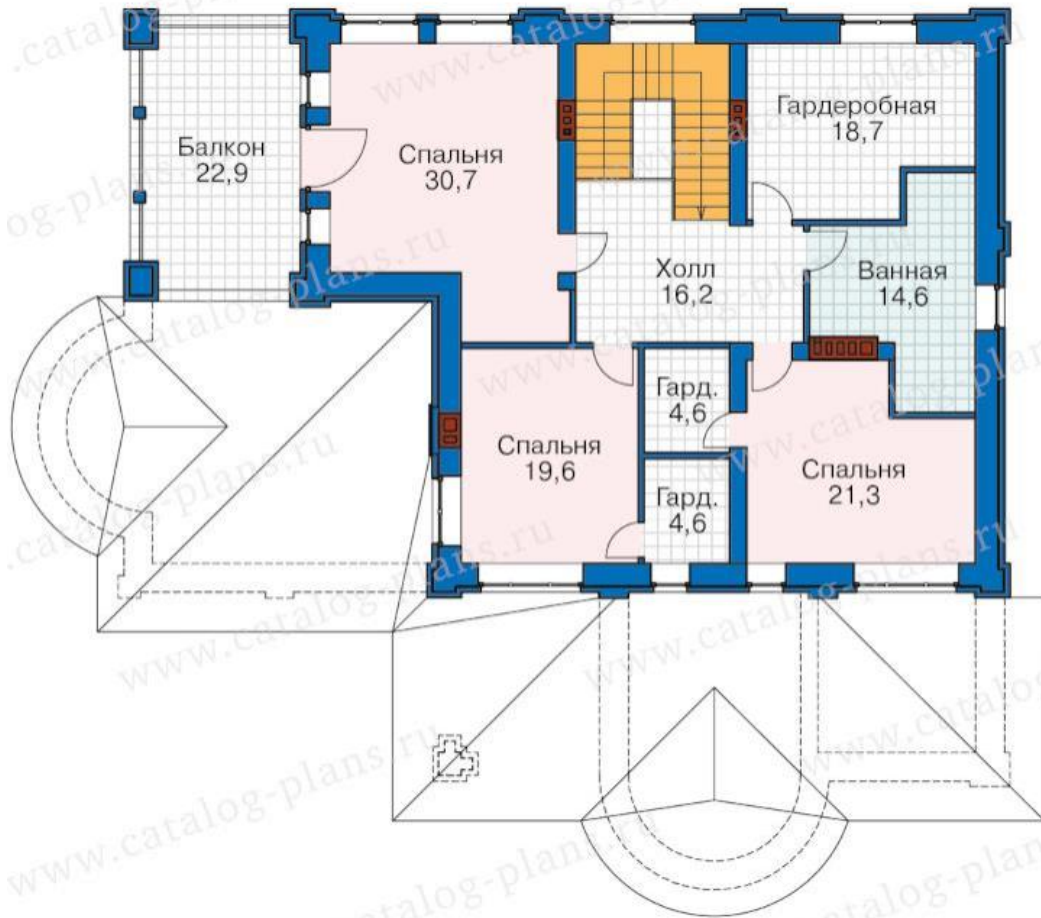 Балкон
22,9
Спальня
30,7
Гардеробная
18,7
Холл
16,2
Ванная
14,6
Спальня
19,6
Гард.
4,6
Гард.
4,6
Спальня
21,3
www.catalog-plans.ru